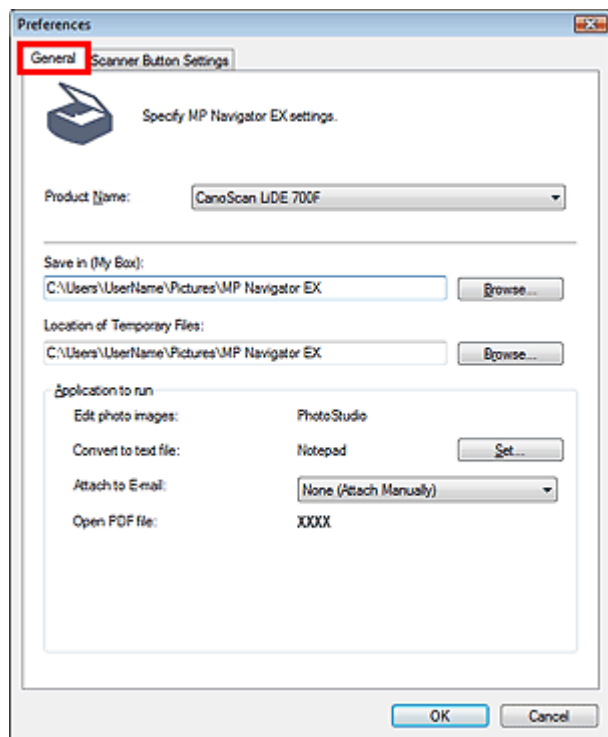 Preferences
General Scanner Button Settings
Specify MP Navigator EX settings.
Product Name: CanoScan LiDE 700F
Save in (My Box):
C:\Users\UserName\Pictures\MP Navigator EX Browse...
Location of Temporary Files:
C:\Users\UserName\Pictures\MP Navigator EX Browse...
Application to run
Edit photo images: PhotoStudio
Convert to text file: Notepad Set...
Attach to E-mail: None (Attach Manually)
Open PDF file: XXXX
OK Cancel